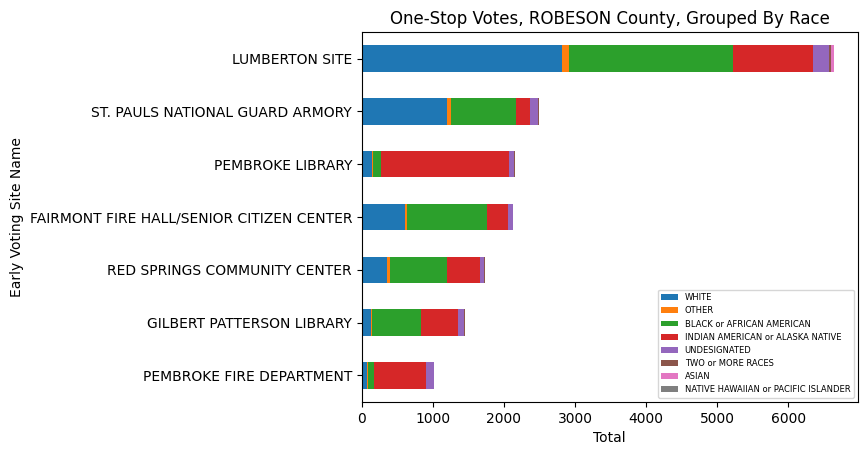 One-Stop Votes, ROBESON County, Grouped By Race
Early Voting Site Name
LUMBERTON SITE
ST. PAULS NATIONAL GUARD ARMORY
PEMBROKE LIBRARY
FAIRMONT FIRE HALL/SENIOR CITIZEN CENTER
RED SPRINGS COMMUNITY CENTER
GILBERT PATTERSON LIBRARY
PEMBROKE FIRE DEPARTMENT
WHITE
OTHER
BLACK or AFRICAN AMERICAN
INDIAN AMERICAN or ALASKA NATIVE
UNDESIGNATED
TWO or MORE RACES
ASIAN
NATIVE HAWAIIAN or PACIFIC ISLANDER
0 1000 2000 3000 4000 5000 6000
Total